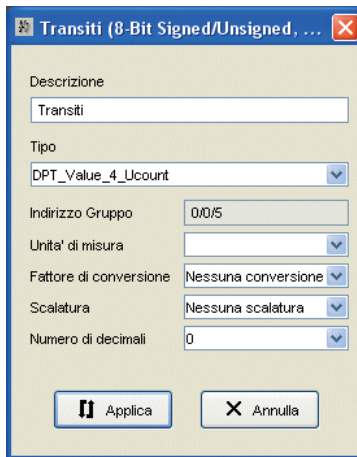 Transiti (8-Bit Signed/Unsigned, ...
Descrizione
Transiti
Tipo
DPT_Value_4_Ucount
Indirizzo Gruppo 0/0/5
Unita' di misura
Fattore di conversione Nessuna conversione
Scalatura Nessuna scalatura
Numero di decimali 0
Applica Annulla